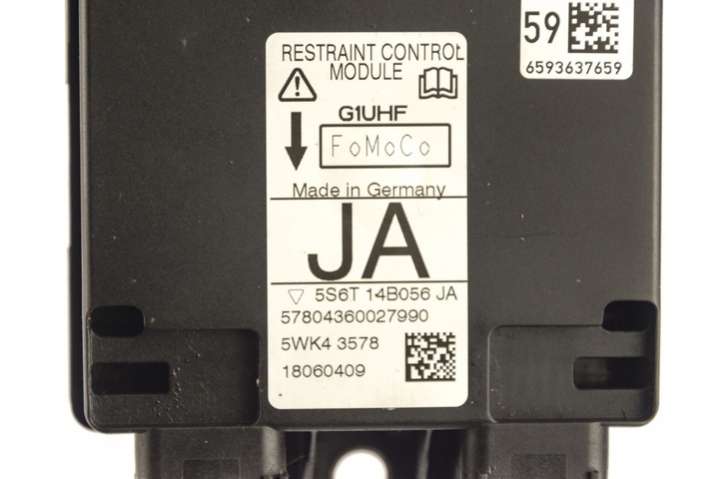 59
6593637659
RESTRAINT CONTROL
MODULE
G1UHF
FoMoCo
Made in Germany
JA
5S6T 14B056 JA
57804360027990
5WK4 3578
18060409